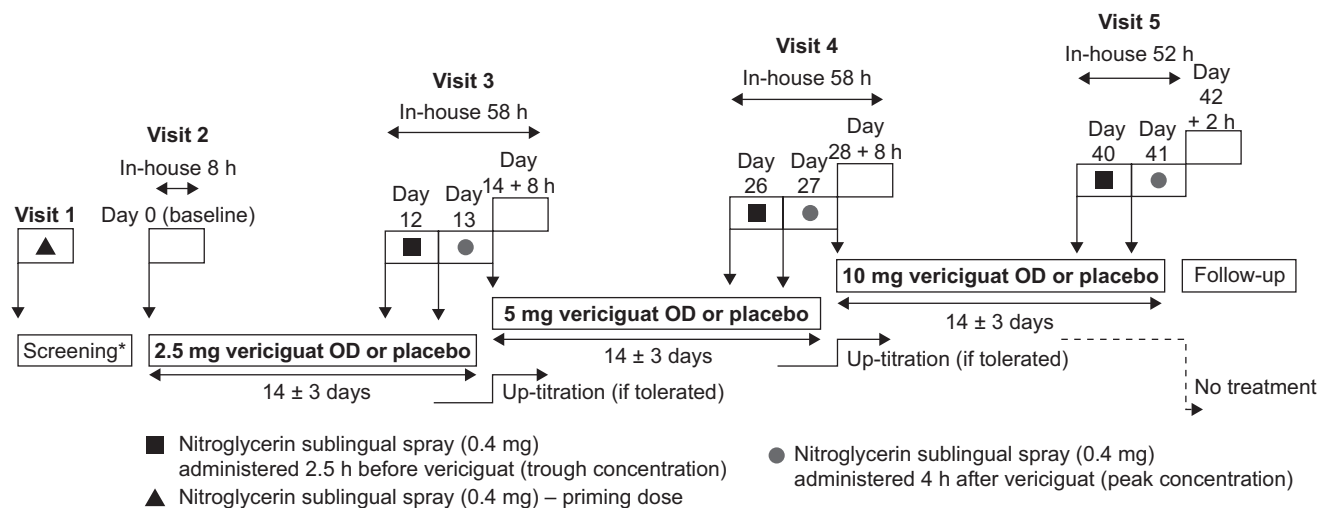 Visit 1
Visit 2
In-house 8 h
Day 0 (baseline)
Visit 3
In-house 58 h
Day
12
Day
13
Day
14 + 8 h
Visit 4
In-house 58 h
Day
26
Day
27
Day
28 + 8 h
Visit 5
In-house 52 h
Day
40
Day
41
Day
42
+ 2 h
Screening*
2.5 mg vericiguat OD or placebo
14 ± 3 days
Up-titration (if tolerated)
5 mg vericiguat OD or placebo
14 ± 3 days
Up-titration (if tolerated)
10 mg vericiguat OD or placebo
14 ± 3 days
Follow-up
No treatment
Nitroglycerin sublingual spray (0.4 mg)
administered 2.5 h before vericiguat (trough concentration)
Nitroglycerin sublingual spray (0.4 mg) – priming dose
Nitroglycerin sublingual spray (0.4 mg)
administered 4 h after vericiguat (peak concentration)